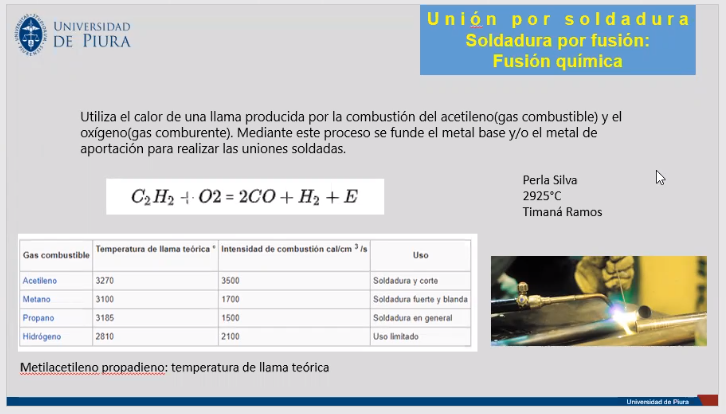 UNIVERSIDAD
DE PIURA
Unión por soldadura
Soldadura por fusión:
Fusión química
Utiliza el calor de una llama producida por la combustión del acetileno(gas combustible) y el
oxígeno(gas comburente). Mediante este proceso se funde el metal base y/o el metal de
aportación para realizar las uniones soldadas.
C₂H₂ + O2 = 2CO + H₂ + E
Perla Silva
2925°C
Timaná Ramos
Gas combustible Temperatura de llama teórica ° Intensidad de combustión cal/cm ³ /s Uso
Acetileno 3270 3500 Soldadura y corte
Metano 3100 1700 Soldadura fuerte y blanda
Propano 3185 1500 Soldadura en general
Hidrógeno 2810 2100 Uso limitado
Metilacetileno propadieno: temperatura de llama teórica
Universidad de Piura